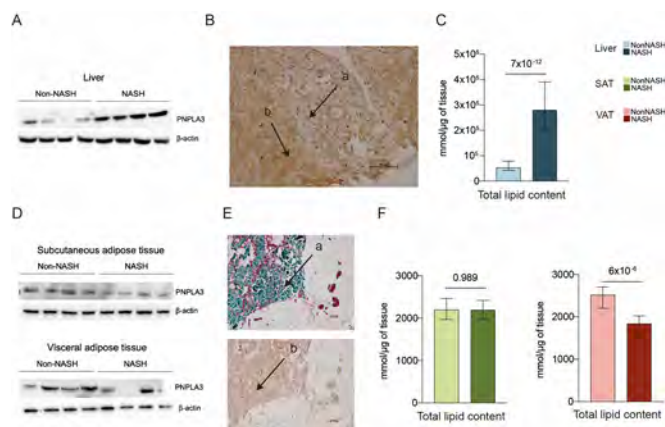 A
Liver
Non-NASH NASH
PNPLA3
β-actin
B
a
b
C
5x10⁶
4x10⁶
3x10⁶
2x10⁶
10⁶
0
mmol/µg of tissue
7x10⁻¹²
Total lipid content
Liver
NonNASH
NASH
SAT
NonNASH
NASH
VAT
NonNASH
NASH
D
Subcutaneous adipose tissue
Non-NASH NASH
PNPLA3
β-actin
Visceral adipose tissue
Non-NASH NASH
PNPLA3
β-actin
E
a
b
F
3000
2000
1000
0
mmol/µg of tissue
0.989
Total lipid content
3000
2000
1000
0
mmol/µg of tissue
6x10⁻⁶
Total lipid content